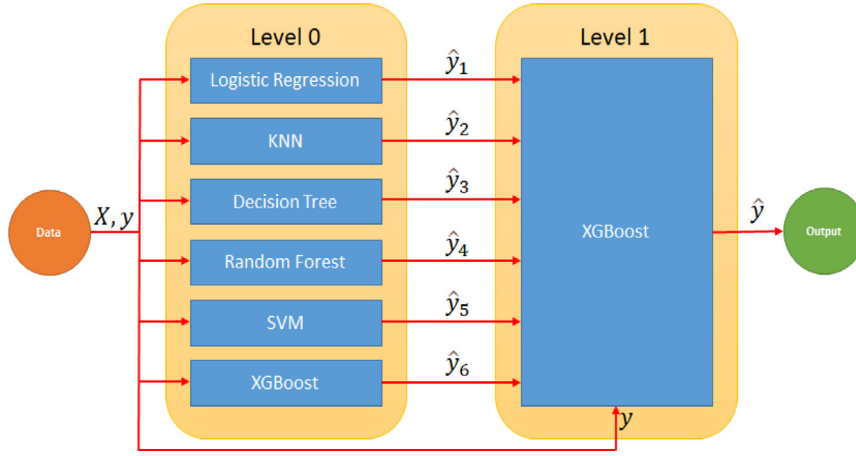 Level 0
Level 1
Logistic Regression
ŷ₁
KNN
ŷ₂
Decision Tree
ŷ₃
Data
X, y
Random Forest
ŷ₄
XGBoost
ŷ
Output
SVM
ŷ₅
XGBoost
ŷ₆
y